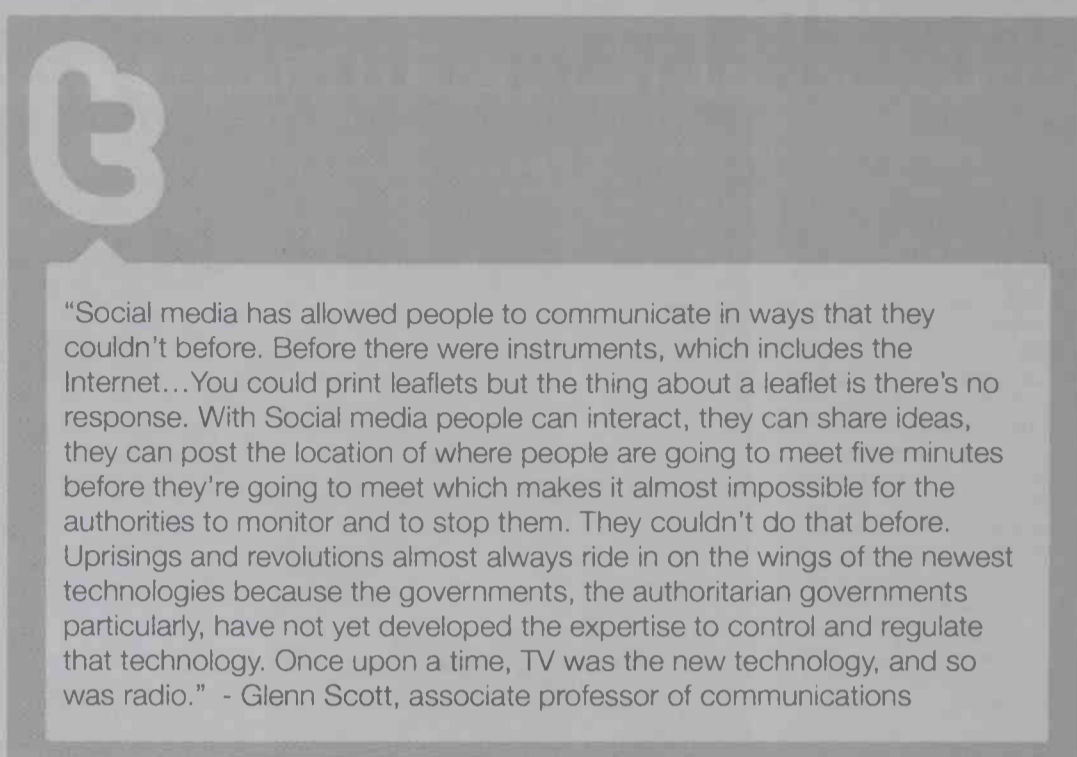 t
“Social media has allowed people to communicate in ways that they
couldn't before. Before there were instruments, which includes the
Internet...You could print leaflets but the thing about a leaflet is there's no
response. With Social media people can interact, they can share ideas,
they can post the location of where people are going to meet five minutes
before they're going to meet which makes it almost impossible for the
authorities to monitor and to stop them. They couldn't do that before.
Uprisings and revolutions almost always ride in on the wings of the newest
technologies because the governments, the authoritarian governments
particularly, have not yet developed the expertise to control and regulate
that technology. Once upon a time, TV was the new technology, and so
was radio.” - Glenn Scott, associate professor of communications